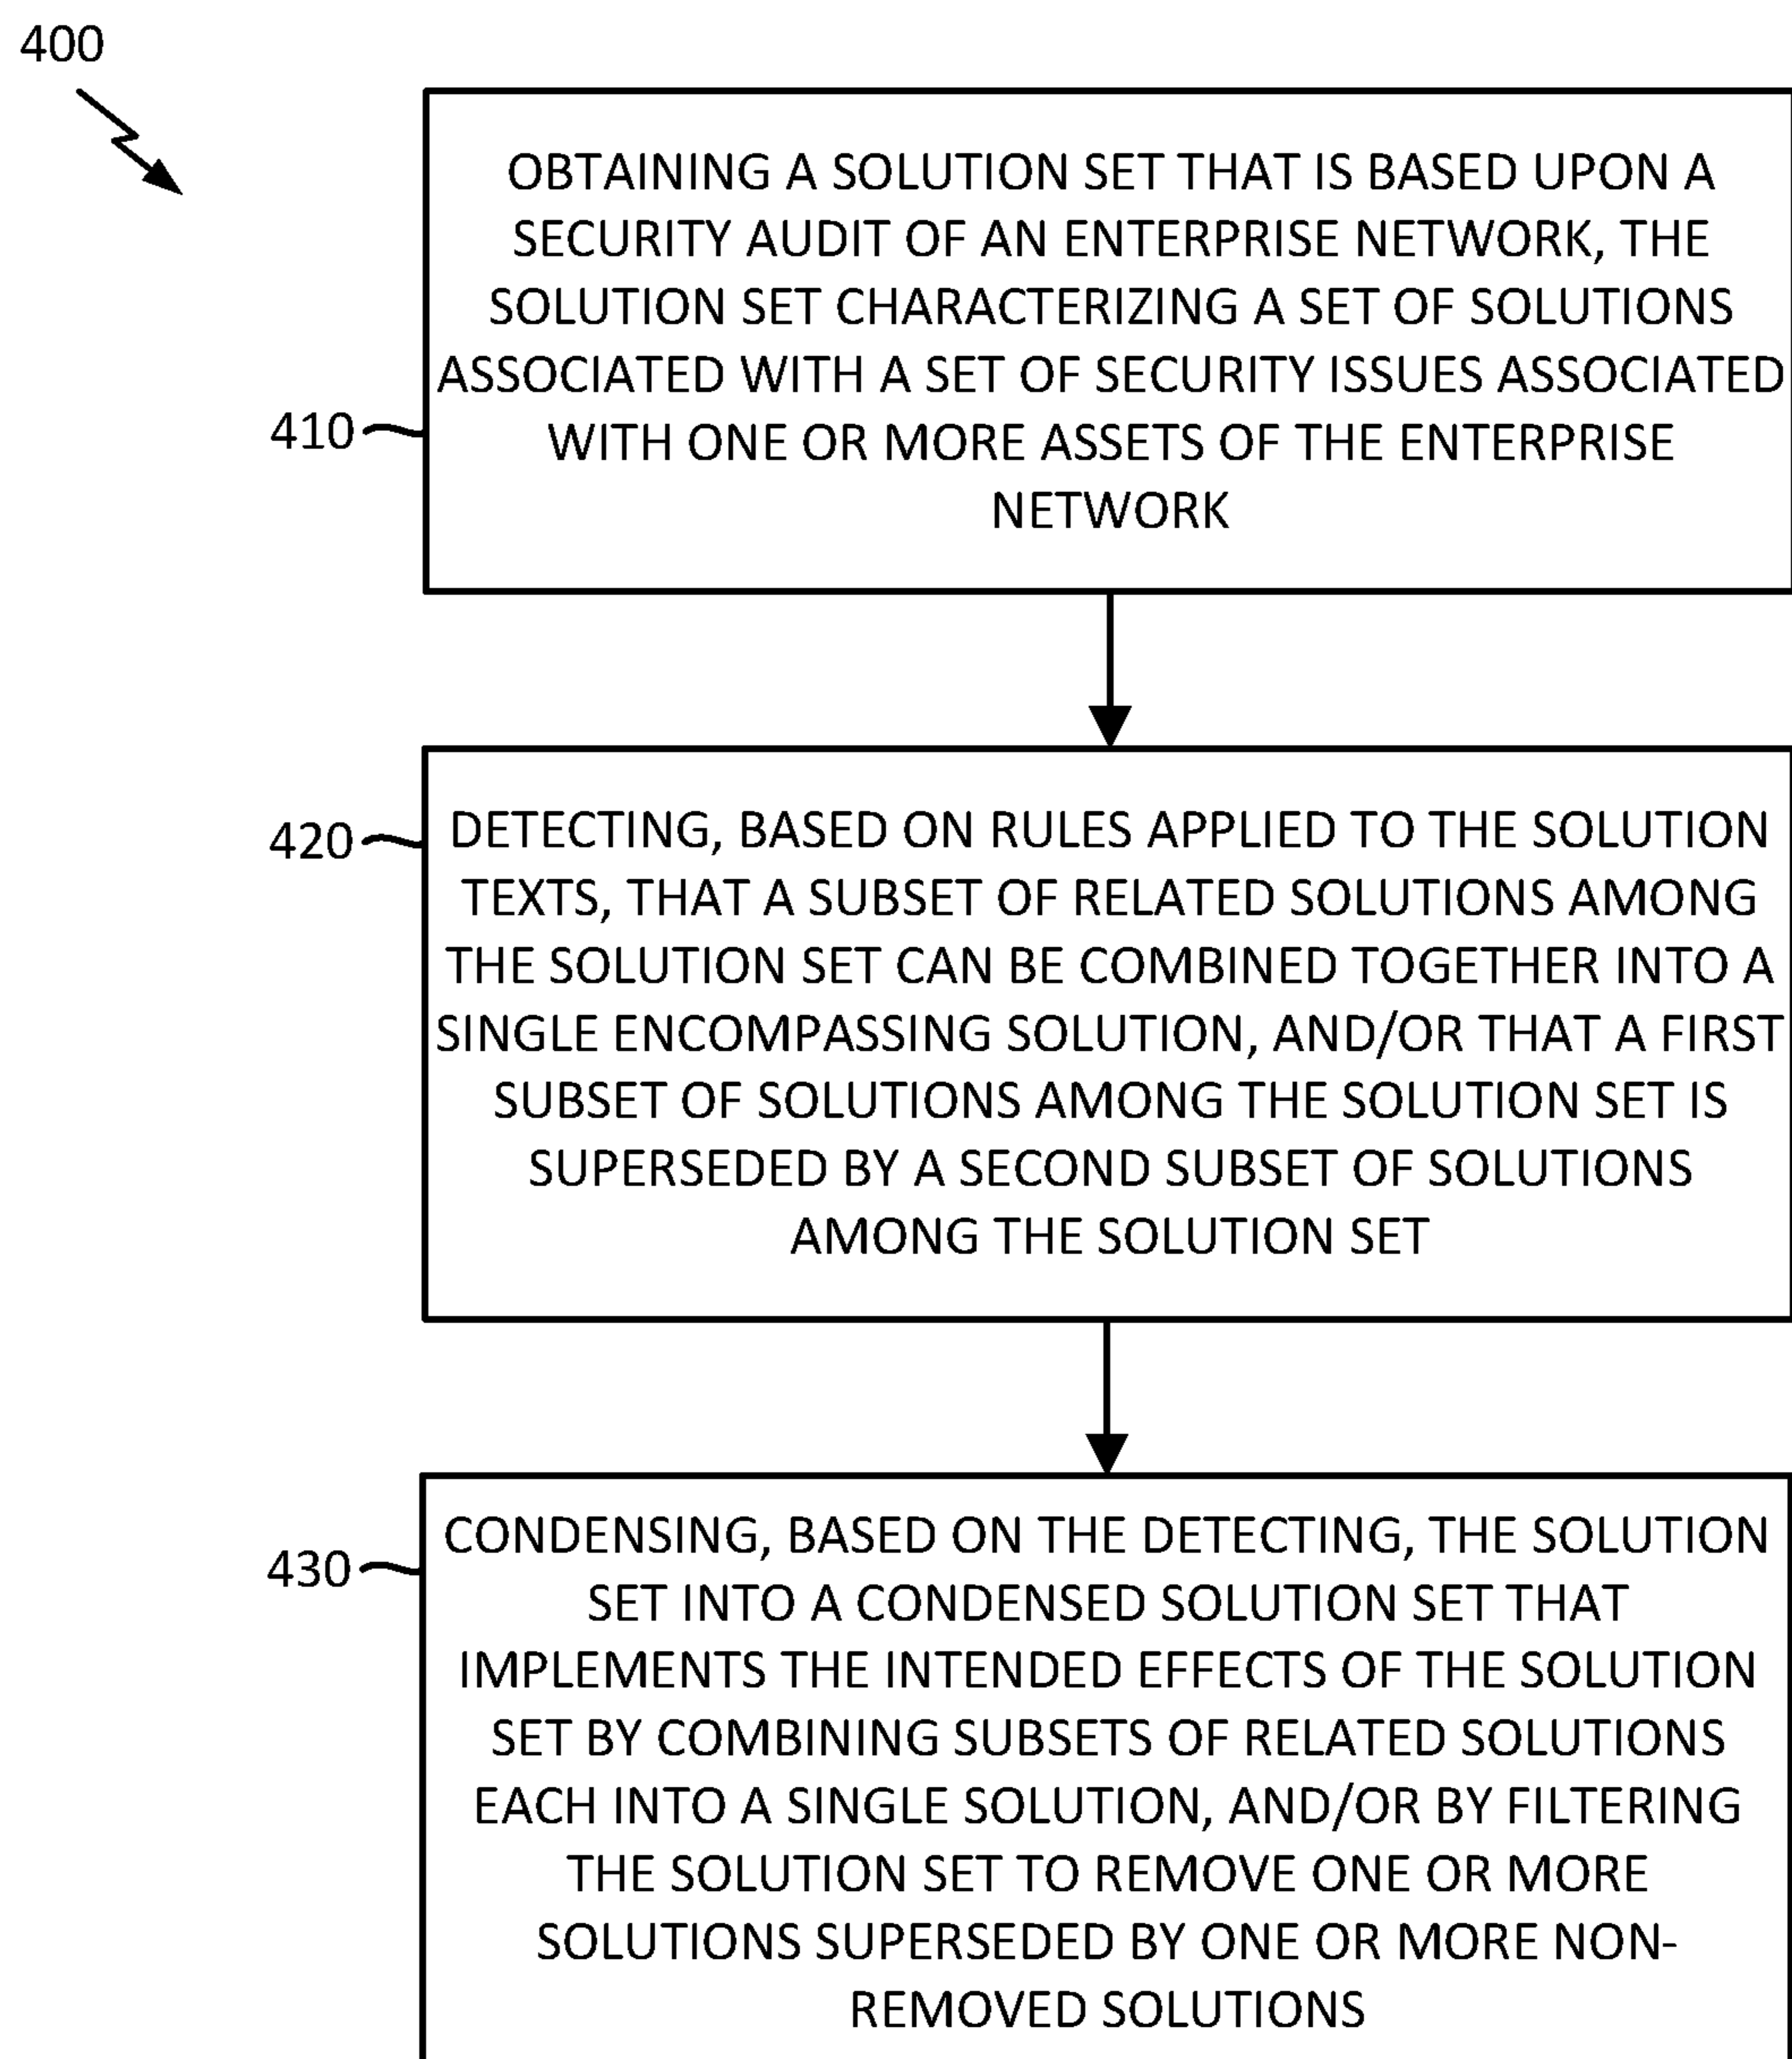 400
OBTAINING A SOLUTION SET THAT IS BASED UPON A
SECURITY AUDIT OF AN ENTERPRISE NETWORK, THE
SOLUTION SET CHARACTERIZING A SET OF SOLUTIONS
ASSOCIATED WITH A SET OF SECURITY ISSUES ASSOCIATED
WITH ONE OR MORE ASSETS OF THE ENTERPRISE
NETWORK
410
420
DETECTING, BASED ON RULES APPLIED TO THE SOLUTION
TEXTS, THAT A SUBSET OF RELATED SOLUTIONS AMONG
THE SOLUTION SET CAN BE COMBINED TOGETHER INTO A
SINGLE ENCOMPASSING SOLUTION, AND/OR THAT A FIRST
SUBSET OF SOLUTIONS AMONG THE SOLUTION SET IS
SUPERSEDED BY A SECOND SUBSET OF SOLUTIONS
AMONG THE SOLUTION SET
430
CONDENSING, BASED ON THE DETECTING, THE SOLUTION
SET INTO A CONDENSED SOLUTION SET THAT
IMPLEMENTS THE INTENDED EFFECTS OF THE SOLUTION
SET BY COMBINING SUBSETS OF RELATED SOLUTIONS
EACH INTO A SINGLE SOLUTION, AND/OR BY FILTERING
THE SOLUTION SET TO REMOVE ONE OR MORE
SOLUTIONS SUPERSEDED BY ONE OR MORE NON-
REMOVED SOLUTIONS